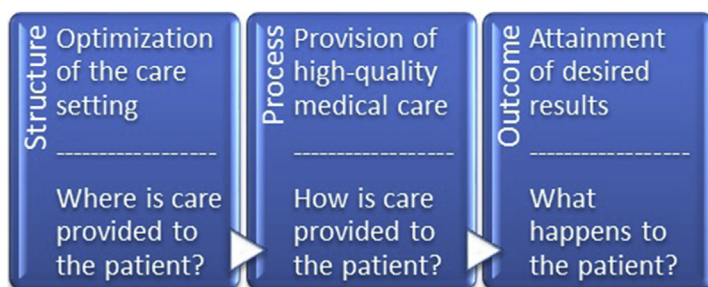 Structure
Optimization
of the care
setting
------------------
Where is care
provided to
the patient?
Process
Provision of
high-quality
medical care
------------------
How is care
provided to
the patient?
Outcome
Attainment
of desired
results
------------------
What
happens to
the patient?